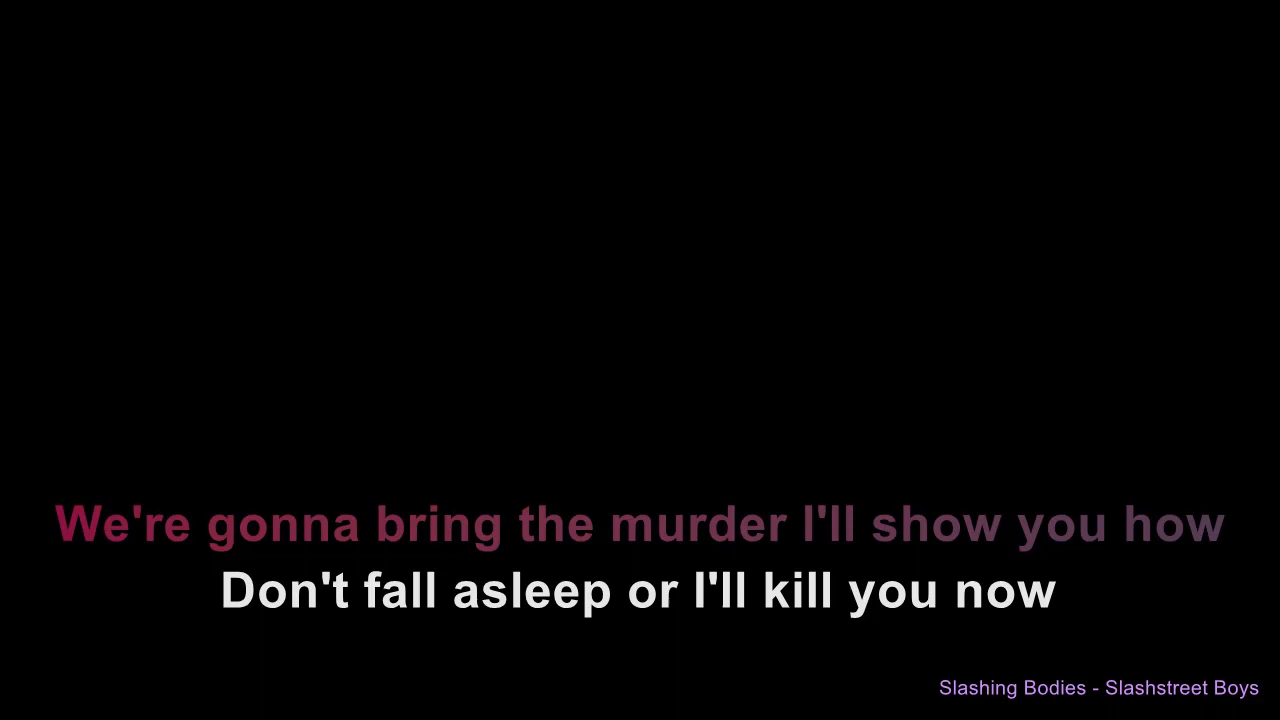 We're gonna bring the murder I'll show you how
Don't fall asleep or I'll kill you now
Slashing Bodies - Slashstreet Boys